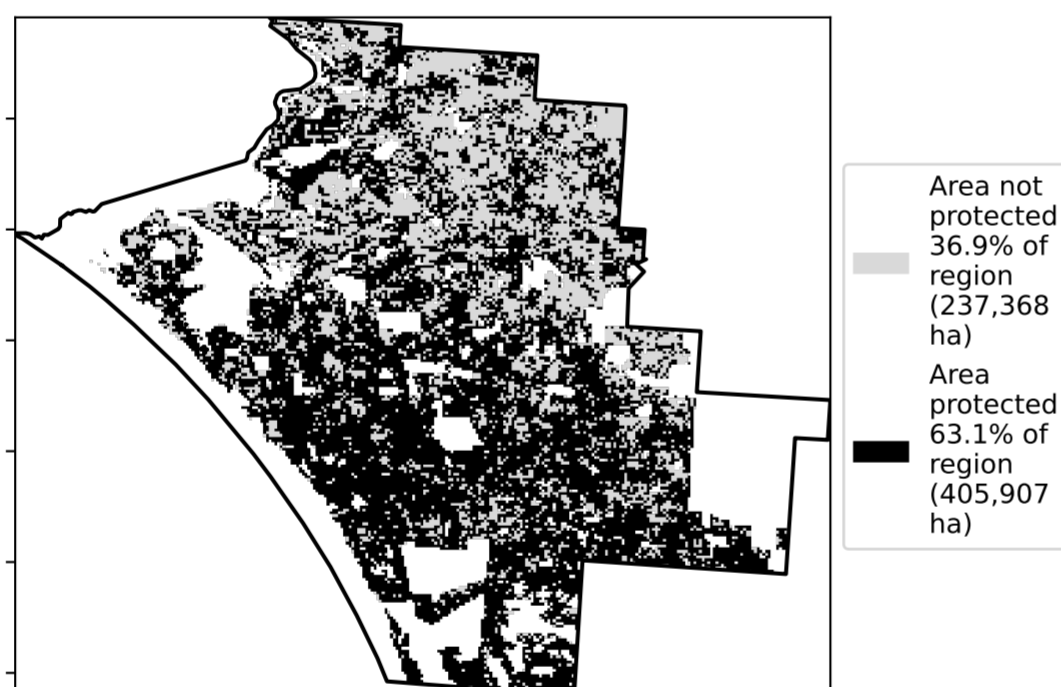 Area not
protected
36.9% of
region
(237,368
ha)
Area
protected
63.1% of
region
(405,907
ha)